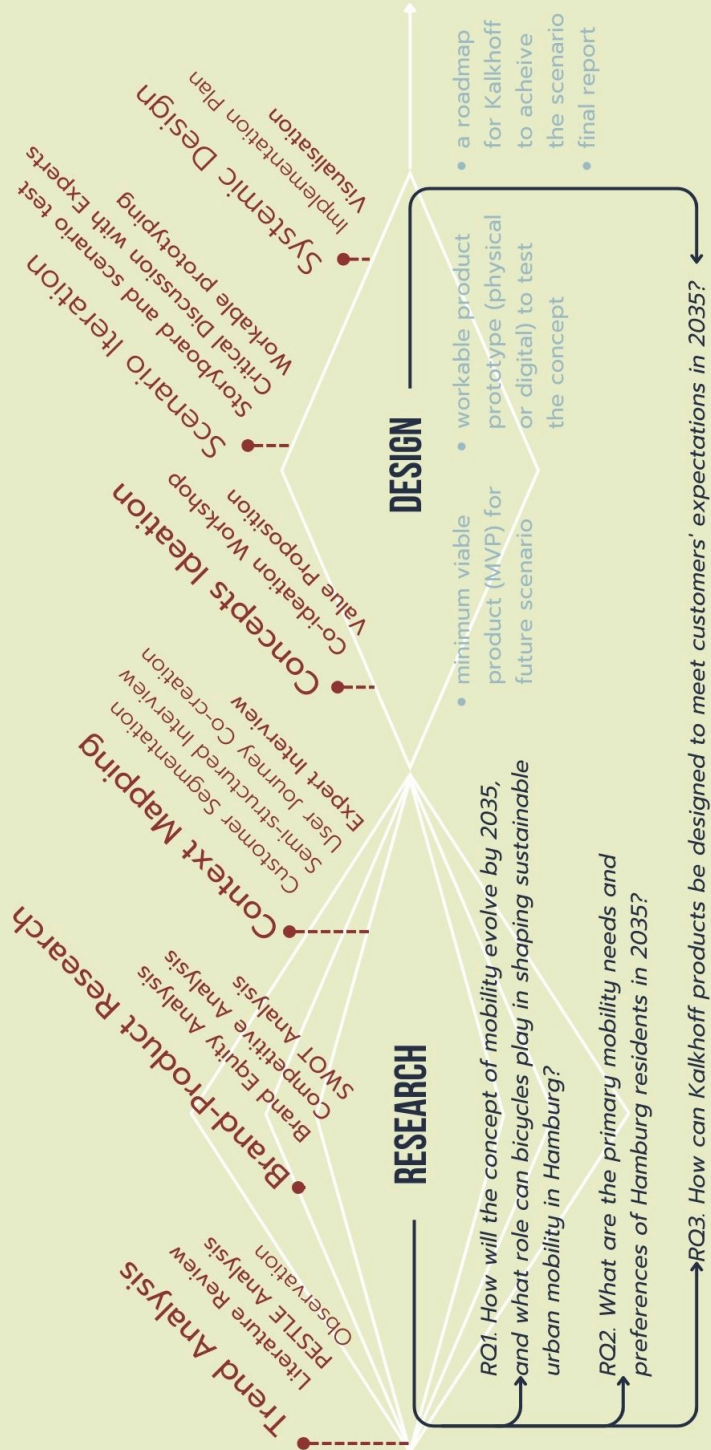 Trend Analysis
Literature Review
PESTLE Analysis
Observation
Brand-Product Research
Brand Equity Analysis
Competitive Analysis
SWOT Analysis
Context Mapping
Customer Segmentation
Semi-structured Interview
User Journey Co-creation
Expert Interview
Concepts Ideation
Co-ideation Workshop
Value Proposition
Scenario Iteration
Storyboard and scenario test
Critical Discussion with Experts
Workable prototyping
Systemic Design
Implementation Plan
Visualisation
RESEARCH
DESIGN
RQ1. How will the concept of mobility evolve by 2035,
and what role can bicycles play in shaping sustainable
urban mobility in Hamburg?
RQ2. What are the primary mobility needs and
preferences of Hamburg residents in 2035?
RQ3. How can Kalkhoff products be designed to meet customers' expectations in 2035?
• minimum viable
product (MVP) for
future scenario
• workable product
prototype (physical
or digital) to test
the concept
• a roadmap
for Kalkhoff
to acheive
the scenario
• final report